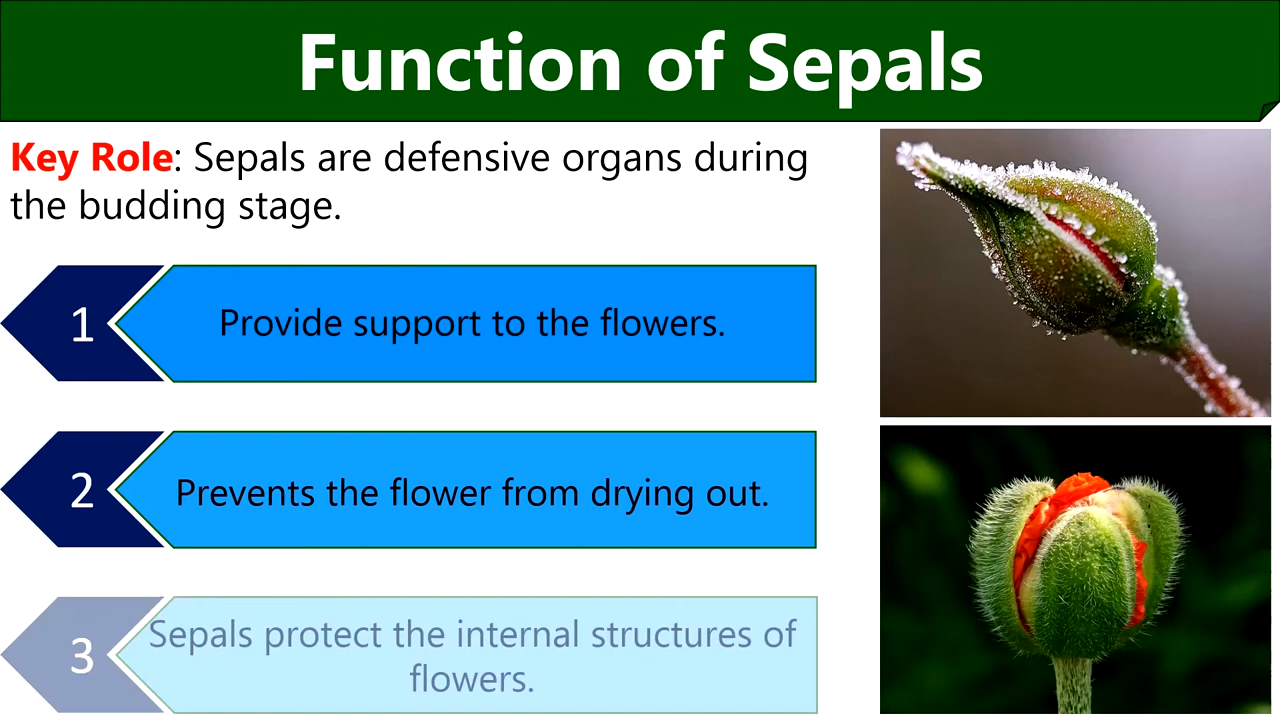 Function of Sepals
Key Role: Sepals are defensive organs during
the budding stage.
1
Provide support to the flowers.
2
Prevents the flower from drying out.
3
Sepals protect the internal structures of
flowers.